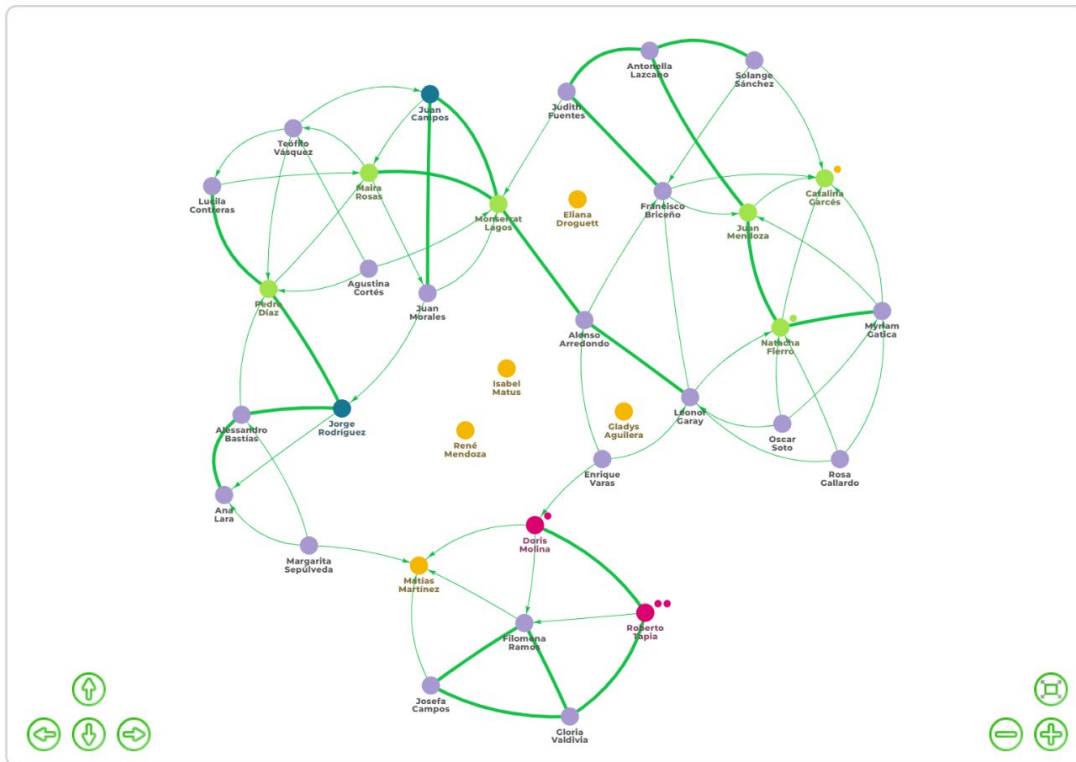 Antonella
Lazcano
Solange
Sánchez
Juan
Campos
Judith
Fuentes
Teófilo
Vásquez
Maira
Rosas
Lucila
Contreras
Catalina
Garcés
Monserrat
Lagos
Eliana
Droguett
Francisco
Briceño
Juan
Mendoza
Agustina
Cortés
Juan
Morales
Pedro
Díaz
Alonso
Arredondo
Myriam
Gatica
Natacha
Fierro
Isabel
Matus
Jorge
Rodríguez
Alessandro
Bastías
René
Mendoza
Gladys
Aguilera
Leonor
Garay
Oscar
Soto
Enrique
Varas
Rosa
Gallardo
Ana
Lara
Doris
Molina
Margarita
Sepúlveda
Matías
Martínez
Filomena
Ramos
Roberto
Tapia
Josefa
Campos
Gloria
Valdivia